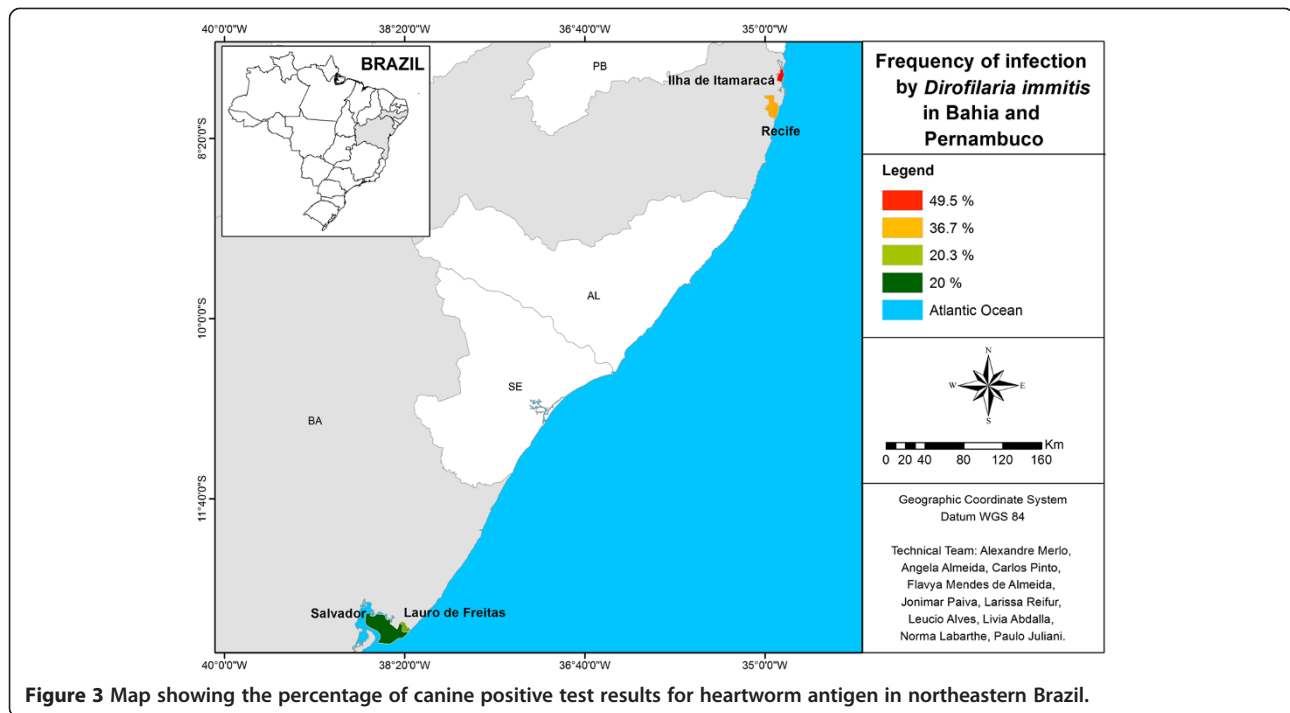 40°0'0"W
38°20'0"W
36°40'0"W
35°0'0"W
BRAZIL
PB
Ilha de Itamaracá
Recife
8°20'0"S
10°0'0"S
11°40'0"S
AL
SE
BA
Salvador
Lauro de Freitas
40°0'0"W
38°20'0"W
36°40'0"W
35°0'0"W
Frequency of infection
by Dirofilaria immitis
in Bahia and
Pernambuco
Legend
49.5 %
36.7 %
20.3 %
20 %
Atlantic Ocean
N
W
E
S
Km
0 20 40 80 120 160
Geographic Coordinate System
Datum WGS 84
Technical Team: Alexandre Merlo,
Angela Almeida, Carlos Pinto,
Flavya Mendes de Almeida,
Jonimar Paiva, Larissa Reifur,
Leucio Alves, Livia Abdalla,
Norma Labarthe, Paulo Juliani.
Figure 3 Map showing the percentage of canine positive test results for heartworm antigen in northeastern Brazil.